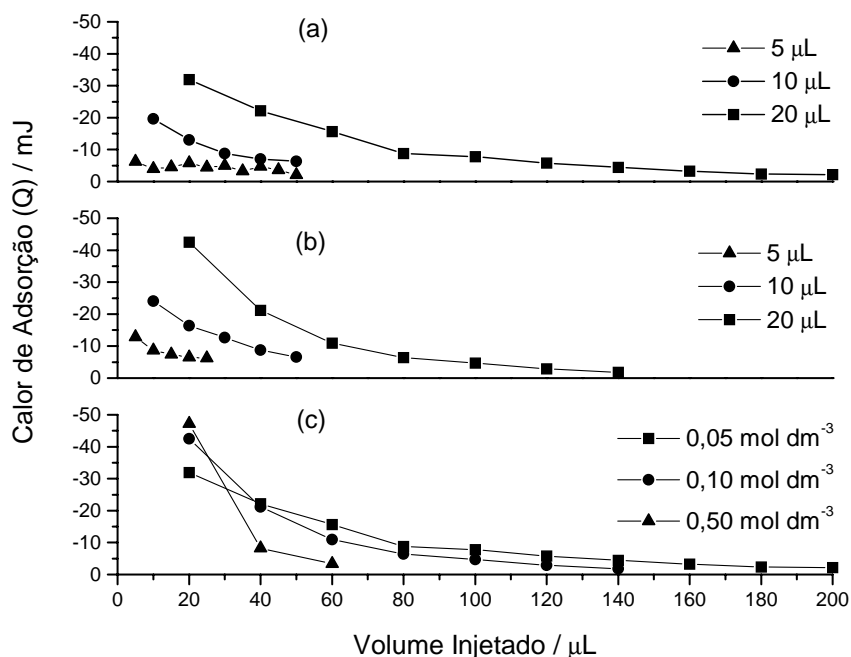 (a)
-50
-40
-30
-20
-10
0
5 μL
10 μL
20 μL
(b)
-50
-40
-30
-20
-10
0
5 μL
10 μL
20 μL
(c)
-50
-40
-30
-20
-10
0
0,05 mol dm⁻³
0,10 mol dm⁻³
0,50 mol dm⁻³
0 20 40 60 80 100 120 140 160 180 200
Calor de Adsorção (Q) / mJ
Volume Injetado / μL